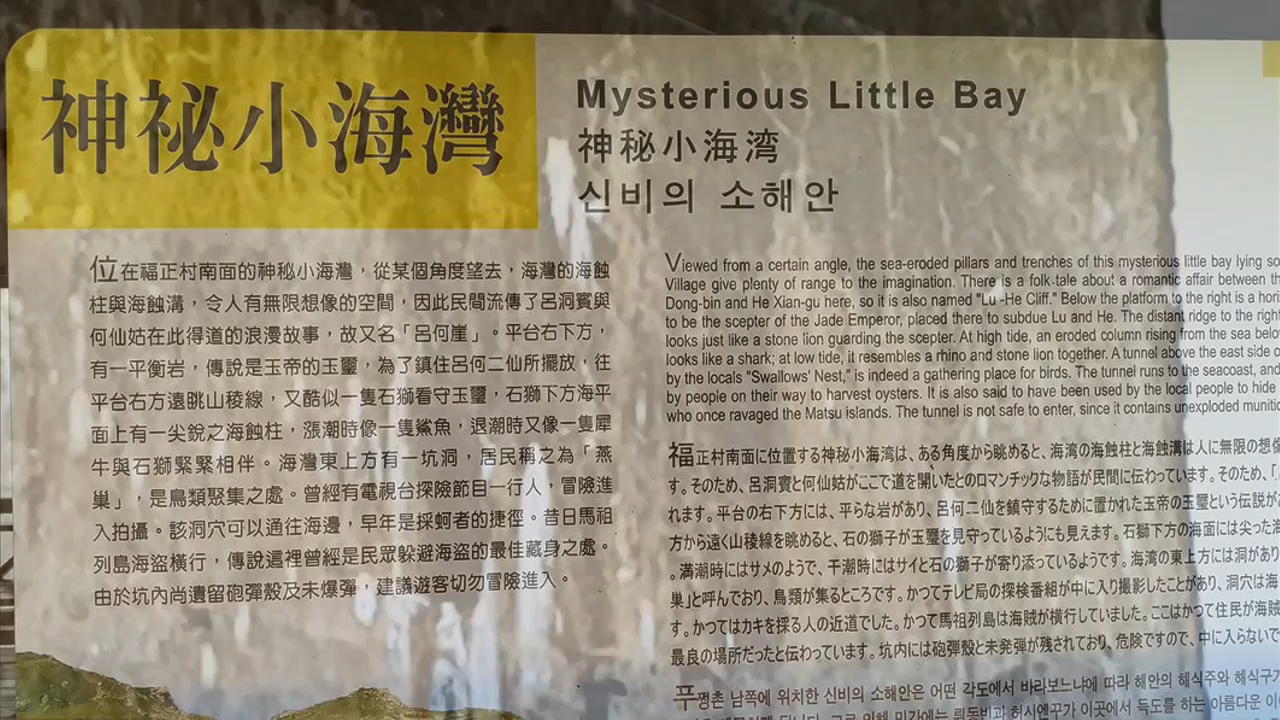 神祕小海灣
Mysterious Little Bay
神秘小海湾
신비의 소해안
位在福正村南面的神秘小海灣，從某個角度望去，海灣的海蝕
柱與海蝕溝，令人有無限想像的空間，因此民間流傳了呂洞賓與
何仙姑在此得道的浪漫故事，故又名「呂何崖」。平台右下方，
有一平衡岩，傳說是玉帝的玉璽，為了鎮住呂何二仙所擺放，往
平台右方遠眺山稜線，又酷似一隻石獅看守玉璽，石獅下方海平
面上有一尖銳之海蝕柱，漲潮時像一隻鯊魚，退潮時又像一隻犀
牛與石獅緊緊相伴。海灣東上方有一坑洞，居民稱之為「燕
巢」，是鳥類聚集之處。曾經有電視台探險節目一行人，冒險進
入拍攝。該洞穴可以通往海邊，早年是採蚵者的捷徑。昔日馬祖
列島海盜橫行，傳說這裡曾經是民眾躲避海盜的最佳藏身之處。
由於坑內尚遺留砲彈殼及未爆彈，建議遊客切勿冒險進入。
Viewed from a certain angle, the sea-eroded pillars and trenches of this mysterious little bay lying so
Village give plenty of range to the imagination. There is a folk tale about a romantic affair between th
Dong-bin and He Xian-gu here, so it is also named "Lu -He Cliff." Below the platform to the right is a hori
to be the scepter of the Jade Emperor, placed there to subdue Lu and He. The distant ridge to the right
looks just like a stone lion guarding the scepter. At high tide, an eroded column rising from the sea belo
looks like a shark; at low tide, it resembles a rhino and stone lion together. A tunnel above the east side o
by the locals "Swallows' Nest," is indeed a gathering place for birds. The tunnel runs to the seacoast, and
by people on their way to harvest oysters. It is also said to have been used by the local people to hide
who once ravaged the Matsu islands. The tunnel is not safe to enter, since it contains unexploded munitio
福正村南面に位置する神秘小海湾は、ある角度から眺めると、海湾の海蝕柱と海蝕溝は人に無限の想像
す。そのため、呂洞賓と何仙姑がここで道を開いたとのロマンチックな物語が民間に伝わっています。そのため、「
れます。平台の右下方には、平らな岩があり、呂何二仙を鎮守するために置かれた玉帝の玉璽という伝説が
方から遠く山稜線を眺めると、石の獅子が玉璽を見守っているようにも見えます。石獅下方の海面には尖った海
。満潮時にはサメのようで、干潮時にはサイと石の獅子が寄り添っているようです。海湾の東上方には洞があり
巣」と呼んでおり、鳥類が集るところです。かつてテレビ局の探検番組が中に入り撮影したことがあり、洞穴は海
す。かつてはカキを採る人の近道でした。かつて馬祖列島は海賊が横行していました。ここはかつて住民が海賊
最良の場所だったと伝わっています。坑内には砲弾殻と未発弾が残されており、危険ですので、中に入らないで
푸쩡촌 남쪽에 위치한 신비의 소해안은 어떤 각도에서 바라보느냐에 따라 해안의 해식주와 해식구가